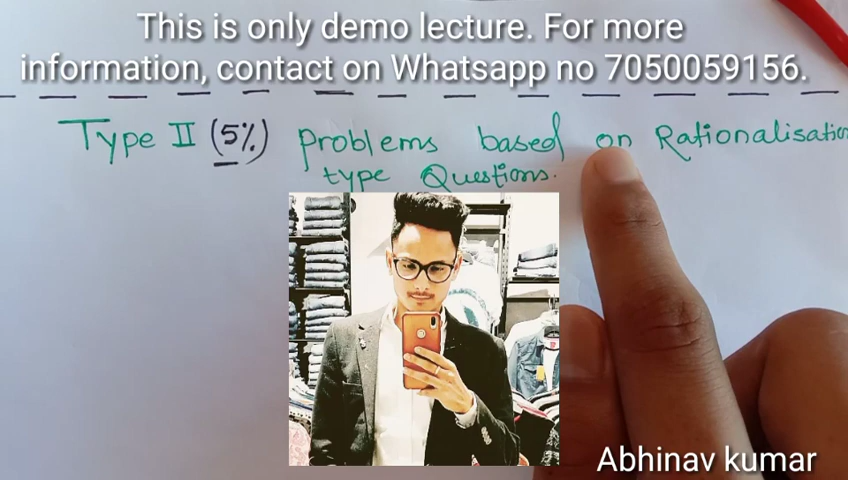 This is only demo lecture. For more
information, contact on Whatsapp no 7050059156.
Type II (5%) problems based on Rationalisation
type Questions.
Abhinav kumar